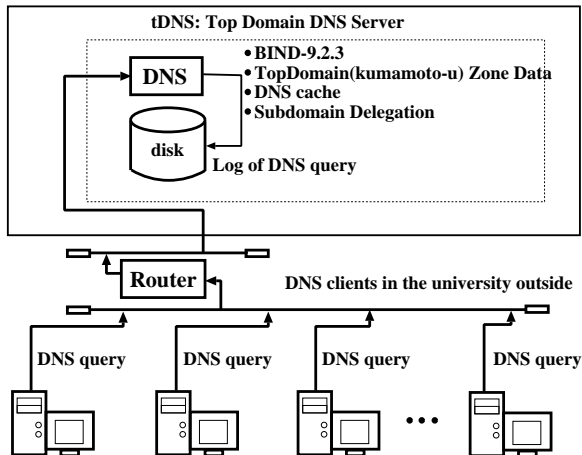 tDNS: Top Domain DNS Server
DNS
• BIND-9.2.3
• TopDomain(kumamoto-u) Zone Data
• DNS cache
• Subdomain Delegation
disk
Log of DNS query
Router
DNS clients in the university outside
DNS query
DNS query
DNS query
DNS query
•••